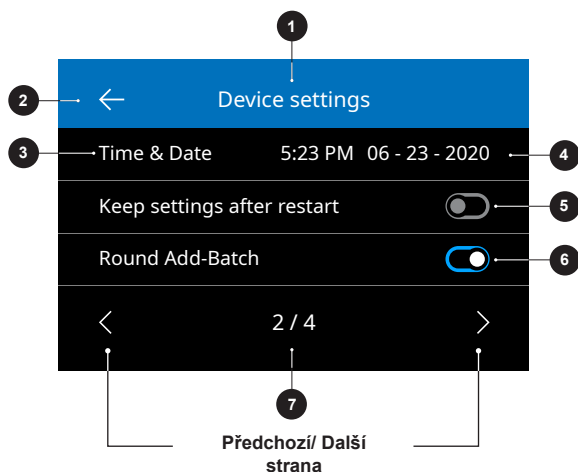 1
2
Device settings
3
Time & Date 5:23 PM 06 - 23 - 2020
4
Keep settings after restart
5
Round Add-Batch
6
2 / 4
7
Předchozí/ Další
strana